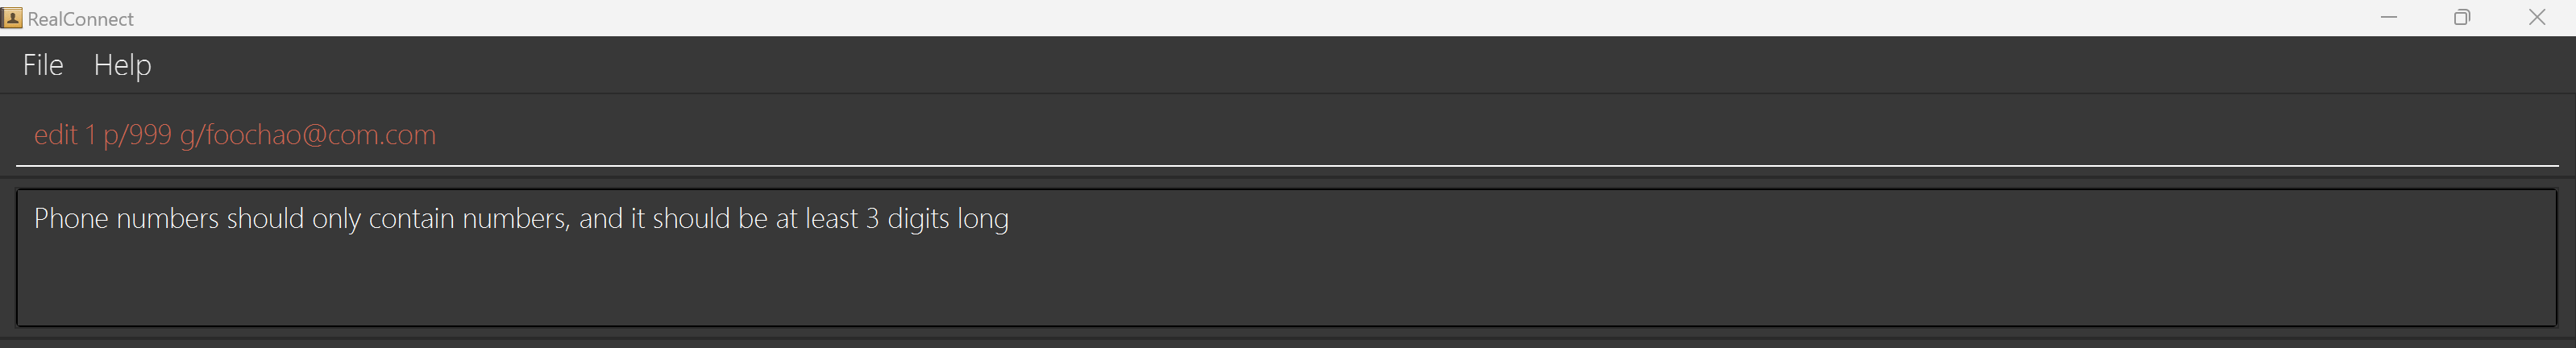 RealConnect
File Help
edit 1 p/999 g/foochao@com.com
Phone numbers should only contain numbers, and it should be at least 3 digits long